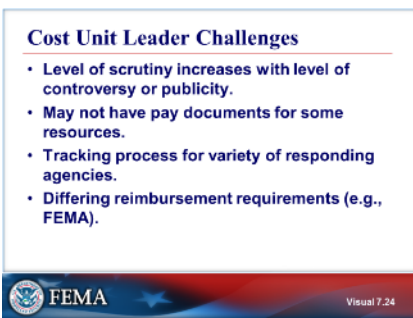 Cost Unit Leader Challenges
• Level of scrutiny increases with level of
controversy or publicity.
• May not have pay documents for some
resources.
• Tracking process for variety of responding
agencies.
• Differing reimbursement requirements (e.g.,
FEMA).
FEMA
Visual 7.24